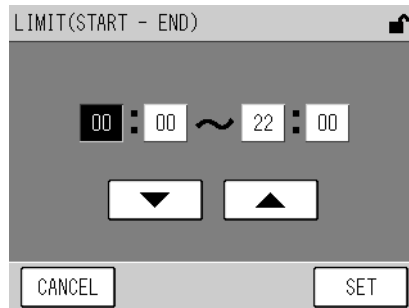 LIMIT(START - END)
00 : 00 ~ 22 : 00
CANCEL SET